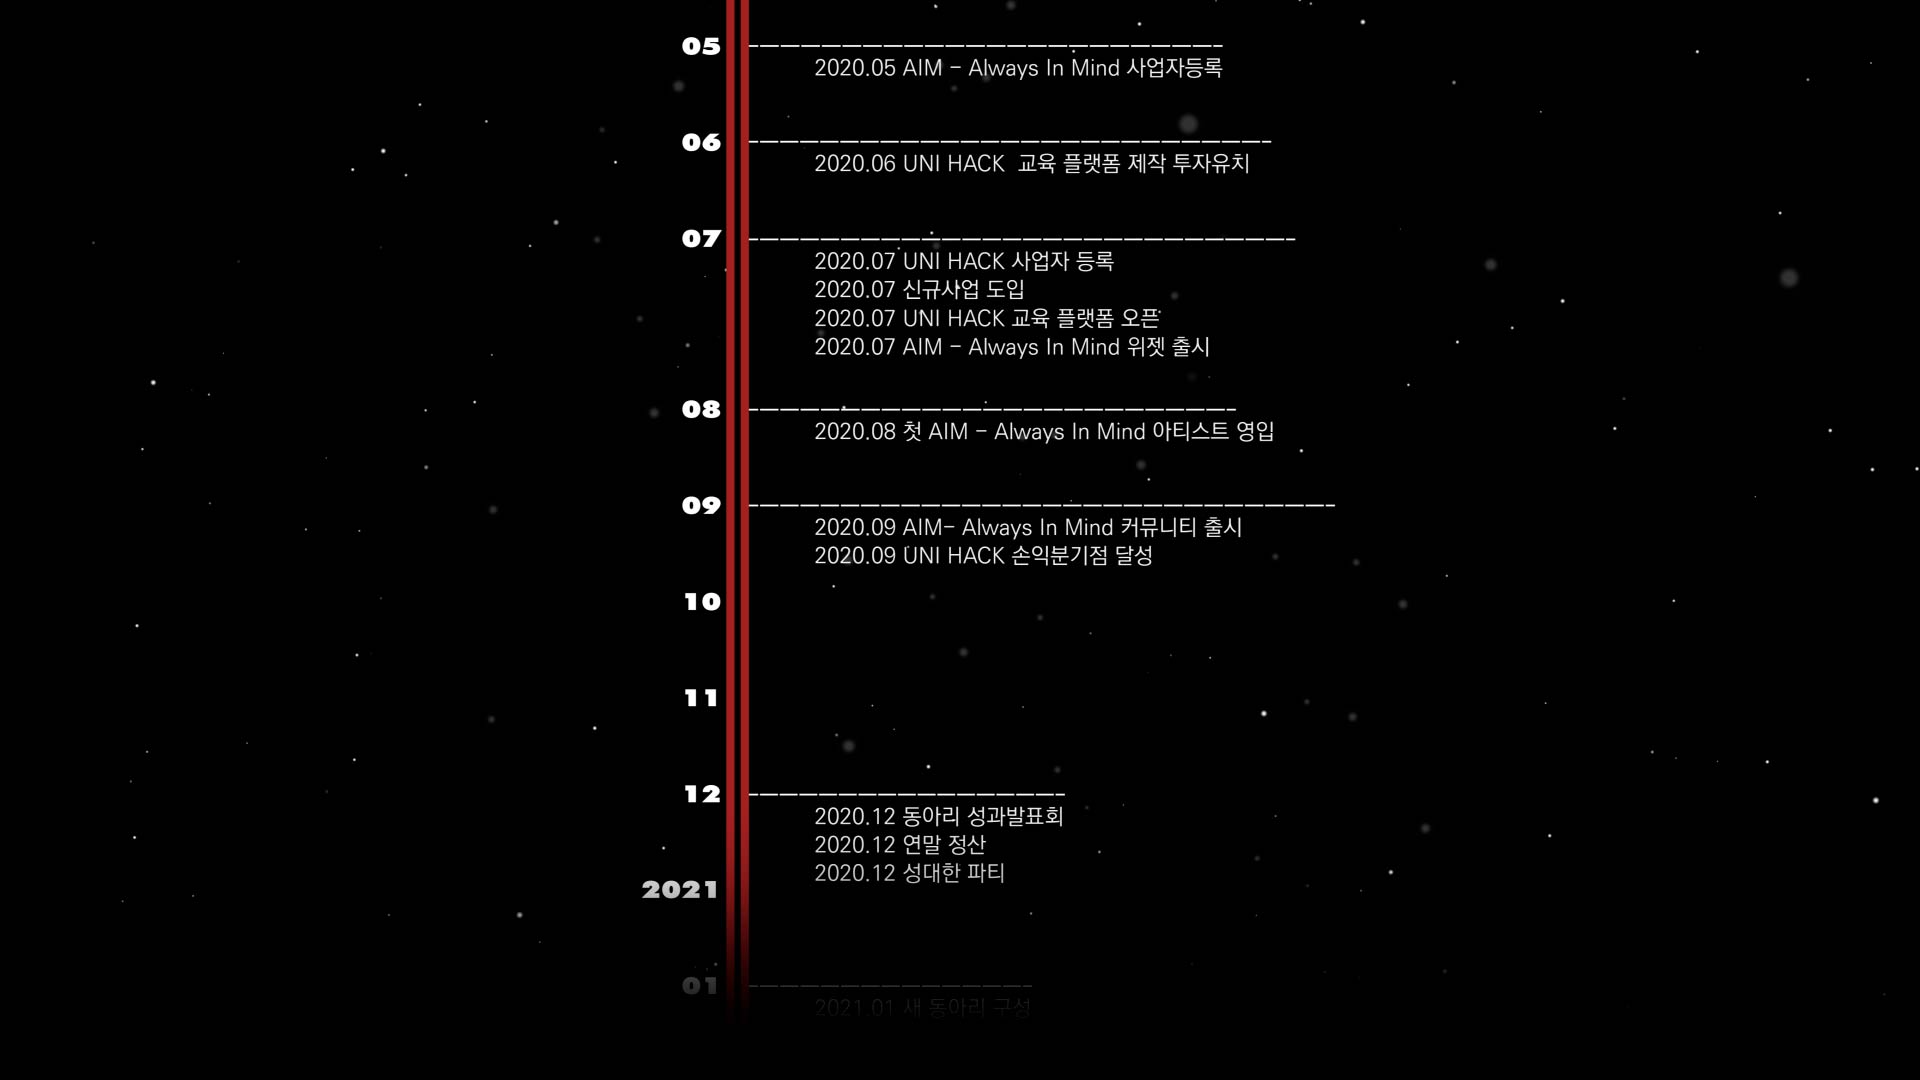 05
2020.05 AIM - Always In Mind 사업자등록
06
2020.06 UNI HACK 교육 플랫폼 제작 투자유치
07
2020.07 UNI HACK 사업자 등록
2020.07 신규사업 도입
2020.07 UNI HACK 교육 플랫폼 오픈
2020.07 AIM - Always In Mind 위젯 출시
08
2020.08 첫 AIM - Always In Mind 아티스트 영입
09
2020.09 AIM- Always In Mind 커뮤니티 출시
2020.09 UNI HACK 손익분기점 달성
10
11
12
2020.12 동아리 성과발표회
2020.12 연말 정산
2020.12 성대한 파티
2021
01
2021.01 새 동아리 구성